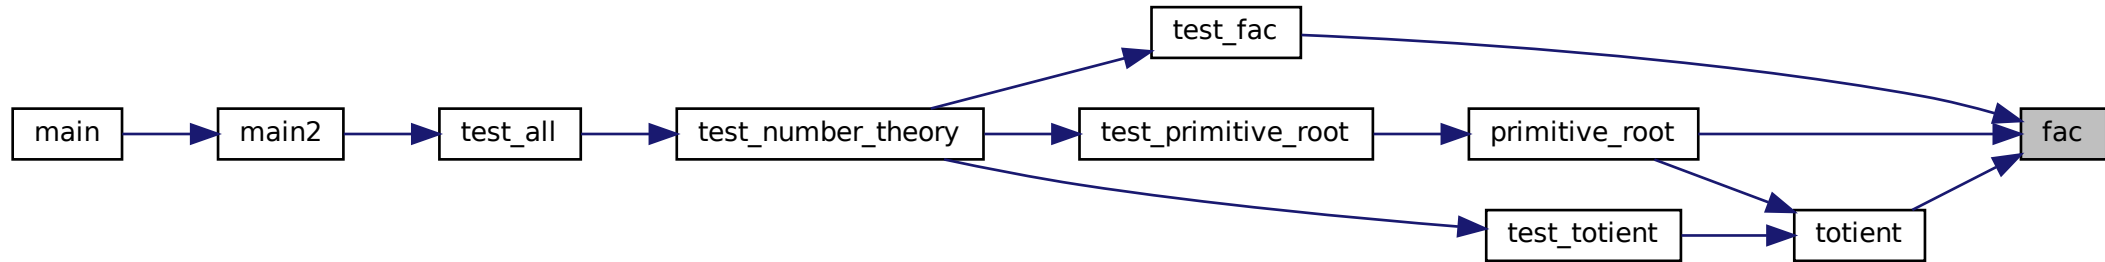 test_fac
main
main2
test_all
test_number_theory
test_primitive_root
primitive_root
fac
test_totient
totient